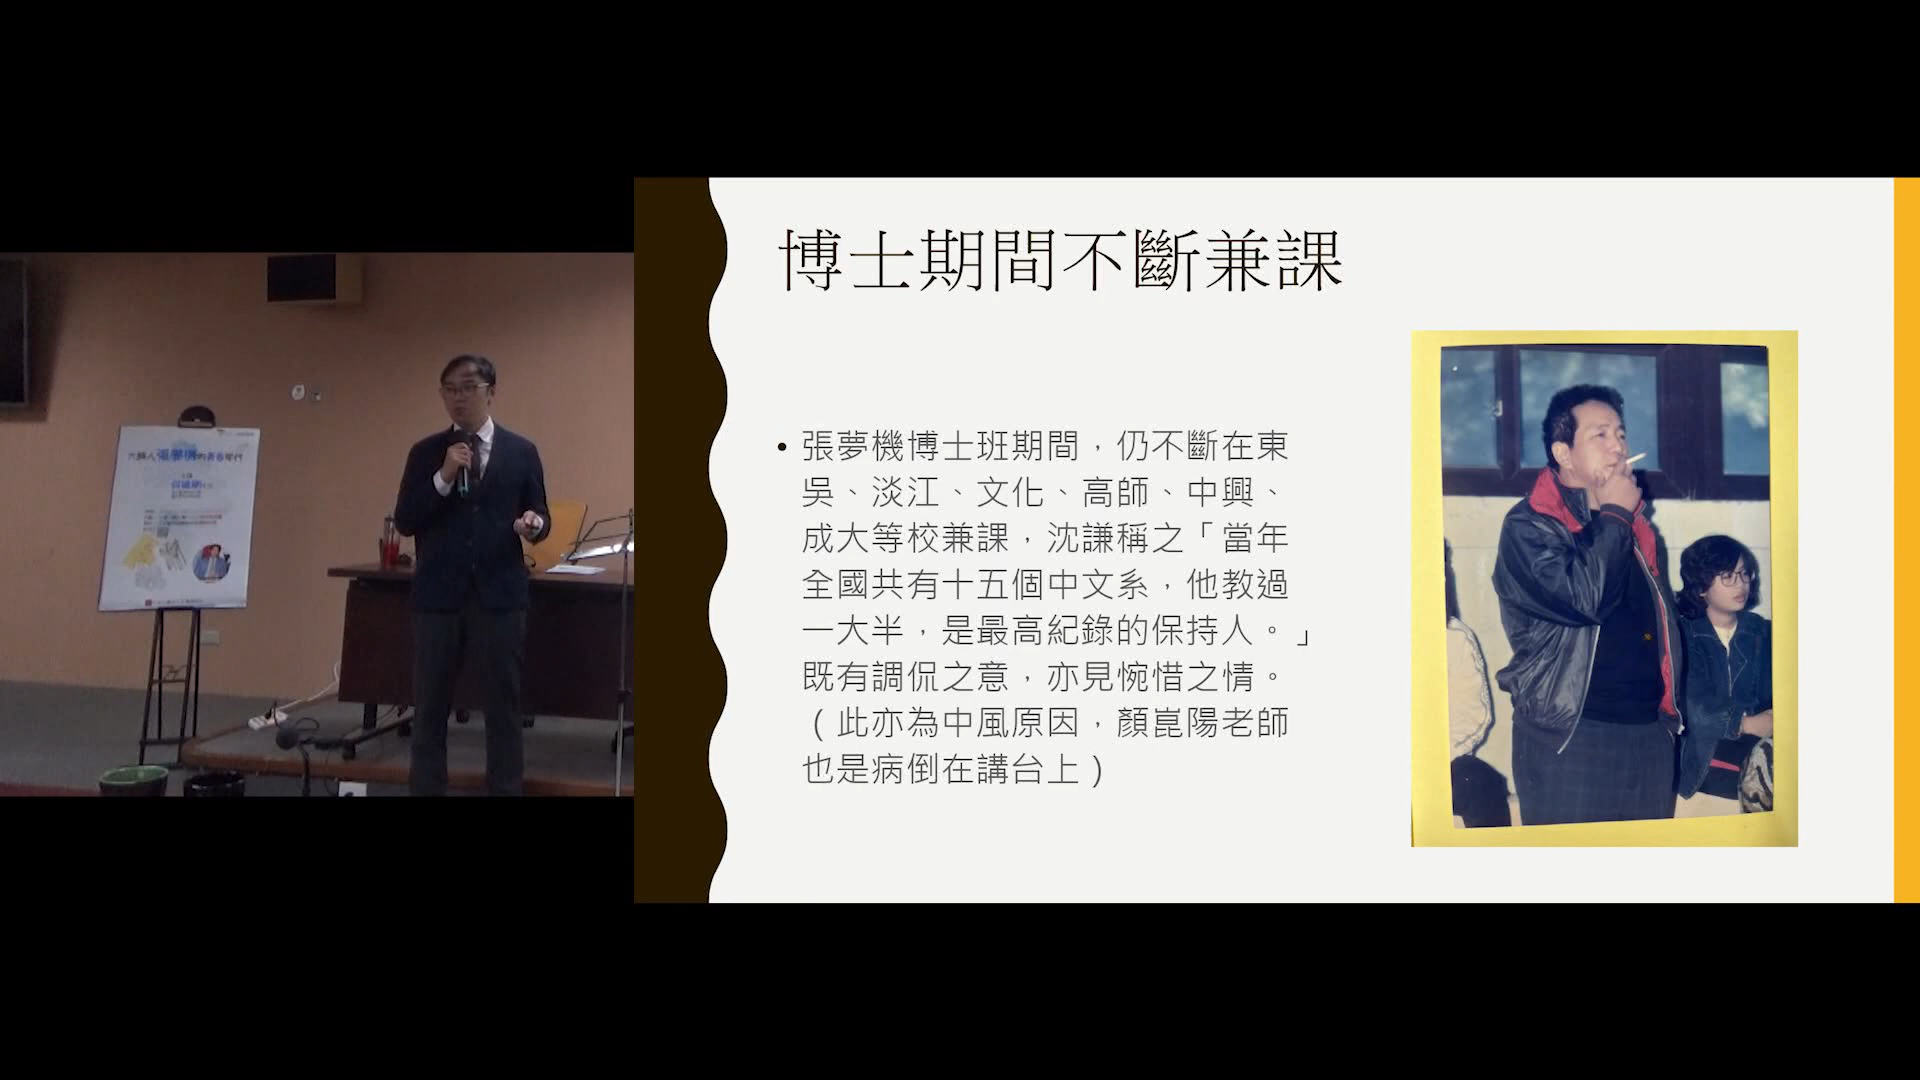 博士期間不斷兼課
• 張夢機博士班期間，仍不斷在東
吳、淡江、文化、高師、中興、
成大等校兼課，沈謙稱之「當年
全國共有十五個中文系，他教過
一大半，是最高紀錄的保持人。」
既有調侃之意，亦見惋惜之情。
（此亦為中風原因，顏崑陽老師
也是病倒在講台上）